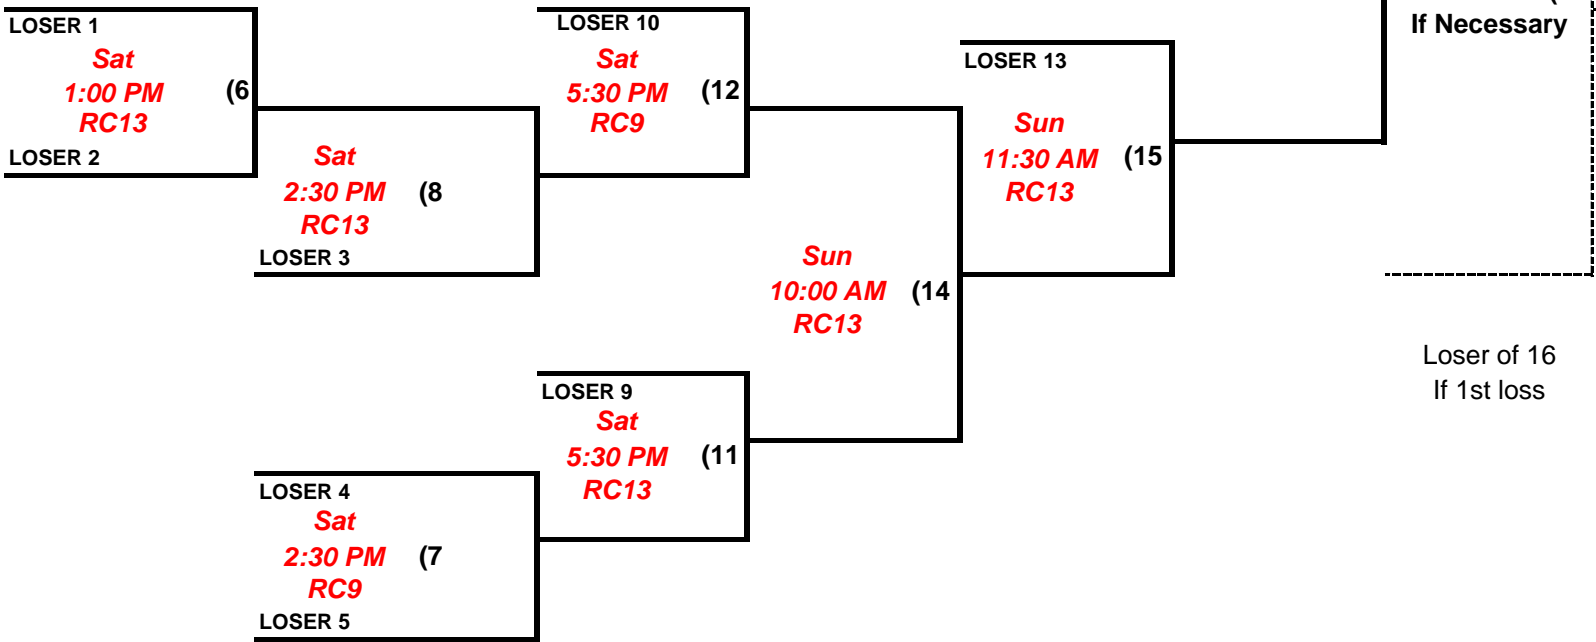 LOSER 1
Sat
1:00 PM (6
RC13
LOSER 2
Sat
2:30 PM (8
RC13
LOSER 3
LOSER 10
Sat
5:30 PM (12
RC9
LOSER 13
Sun
11:30 AM (15
RC13
If Necessary
Sun
10:00 AM (14
RC13
LOSER 9
Sat
5:30 PM (11
RC13
LOSER 4
Sat
2:30 PM (7
RC9
LOSER 5
Loser of 16
If 1st loss